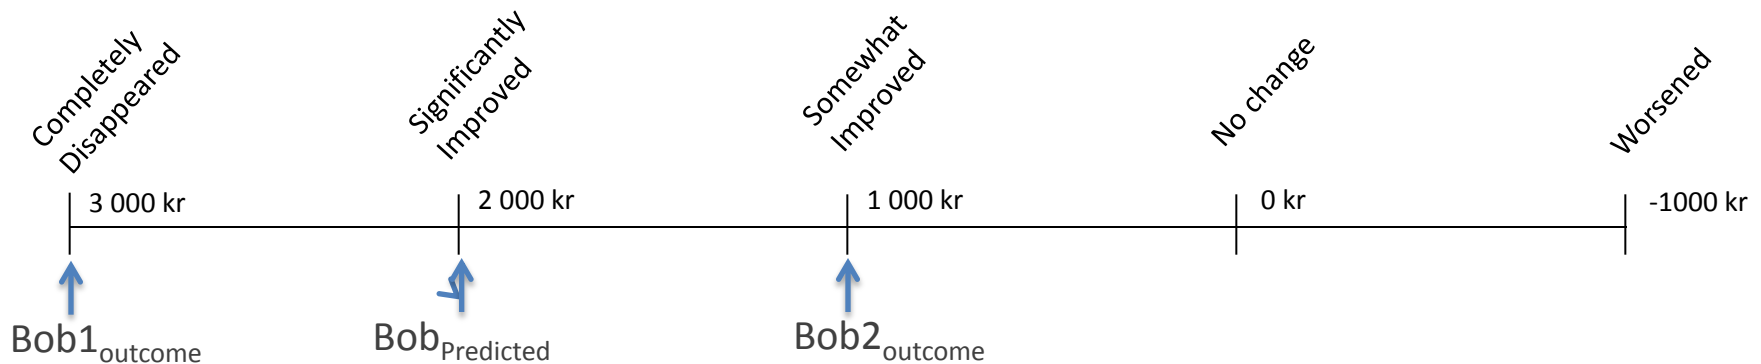 Completely
Disappeared
Significantly
Improved
Somewhat
Improved
No change
Worsened
3 000 kr
2 000 kr
1 000 kr
0 kr
-1000 kr
Bob1outcome
BobPredicted
Bob2outcome